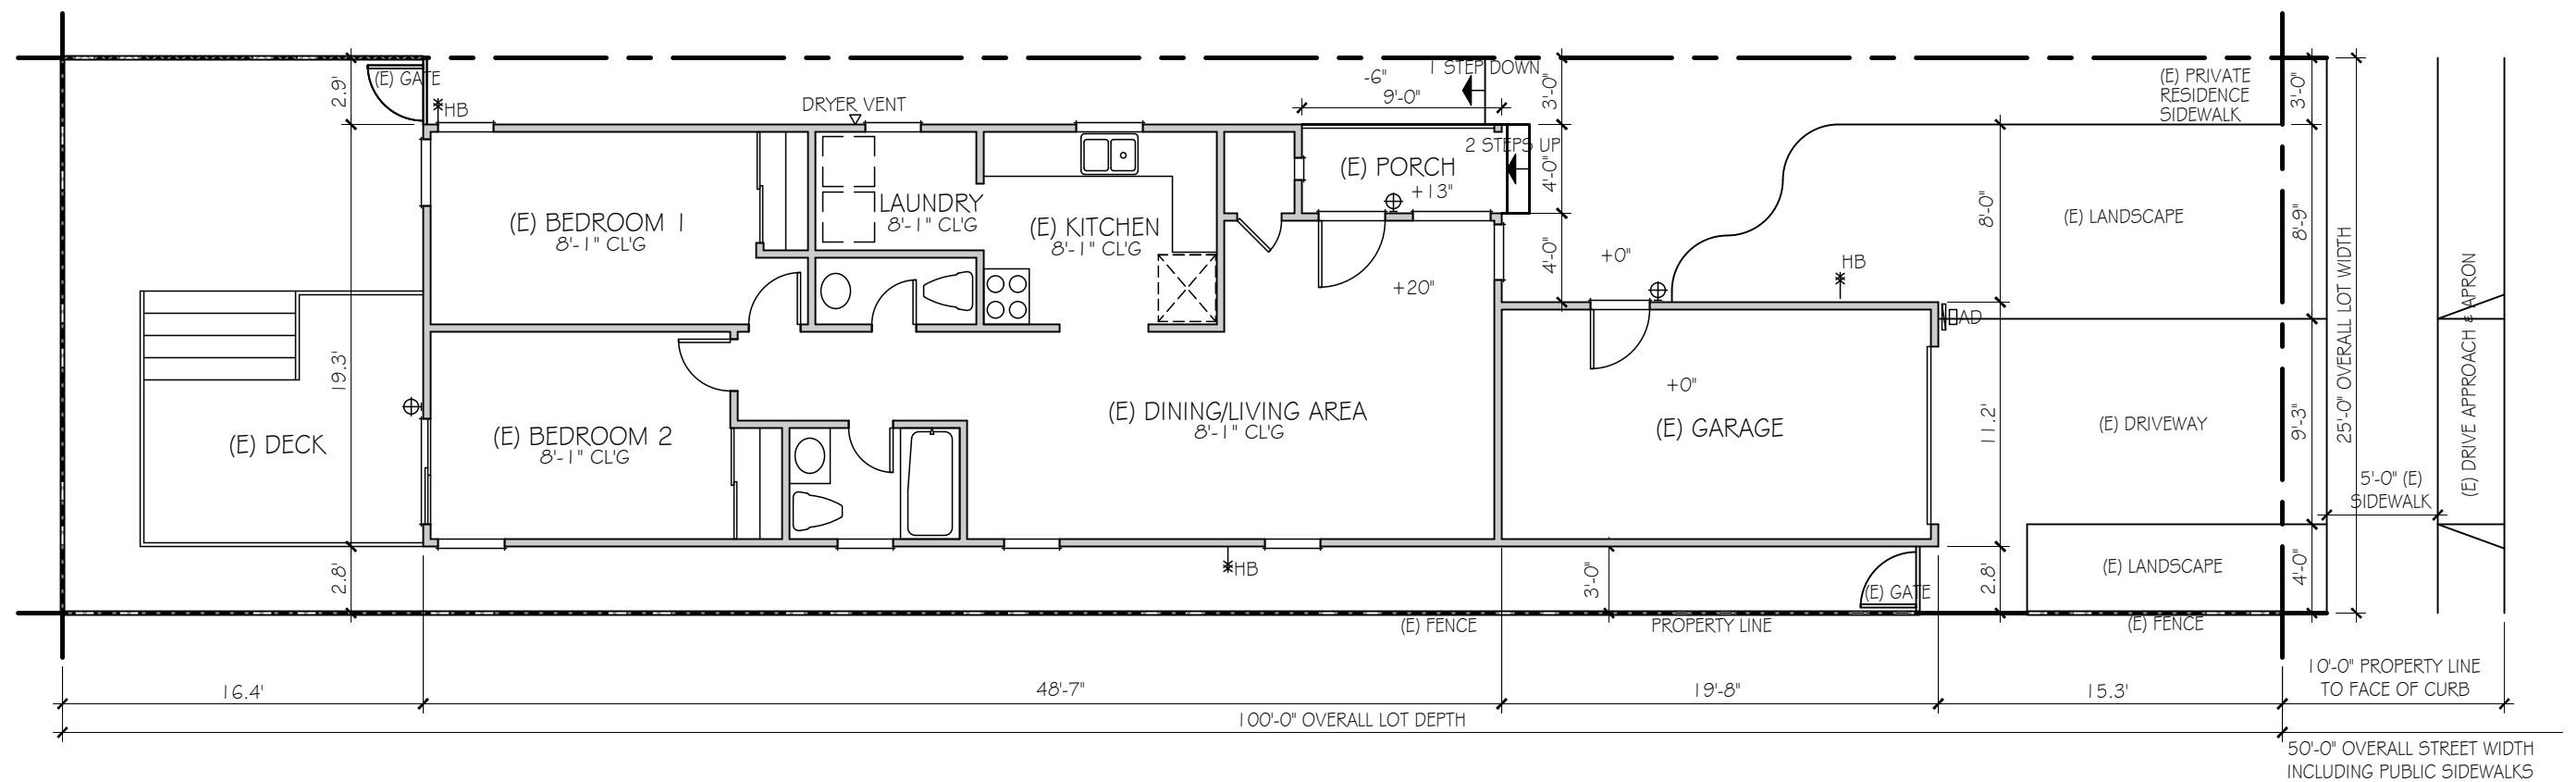 (E) GATE
2.9'
HB
DRYER VENT
-6"
9'-0"
1 STEP DOWN
3'-0"
(E) PRIVATE
RESIDENCE
SIDEWALK
3'-0"
2 STEPS UP
(E) PORCH
+13"
4'-0"
(E) BEDROOM 1
8'-1" CL'G
LAUNDRY
8'-1" CL'G
(E) KITCHEN
8'-1" CL'G
4'-0"
+0"
HB
8'-0"
(E) LANDSCAPE
8'-9"
25'-0" OVERALL LOT WIDTH
+20"
AD
19.3'
(E) DECK
(E) BEDROOM 2
8'-1" CL'G
(E) DINING/LIVING AREA
8'-1" CL'G
+0"
(E) GARAGE
11.2'
(E) DRIVEWAY
9'-3"
(E) DRIVE APPROACH & APRON
5'-0" (E)
SIDEWALK
2.8'
HB
3'-0"
(E) GATE
2.8'
(E) LANDSCAPE
4'-0"
(E) FENCE
PROPERTY LINE
(E) FENCE
16.4'
48'-7"
19'-8"
15.3'
10'-0" PROPERTY LINE
TO FACE OF CURB
100'-0" OVERALL LOT DEPTH
50'-0" OVERALL STREET WIDTH
INCLUDING PUBLIC SIDEWALKS